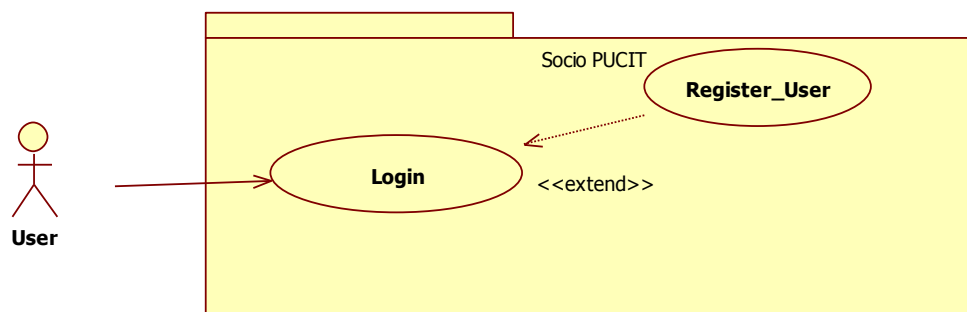 Socio PUCIT
Register_User
Login
<<extend>>
User